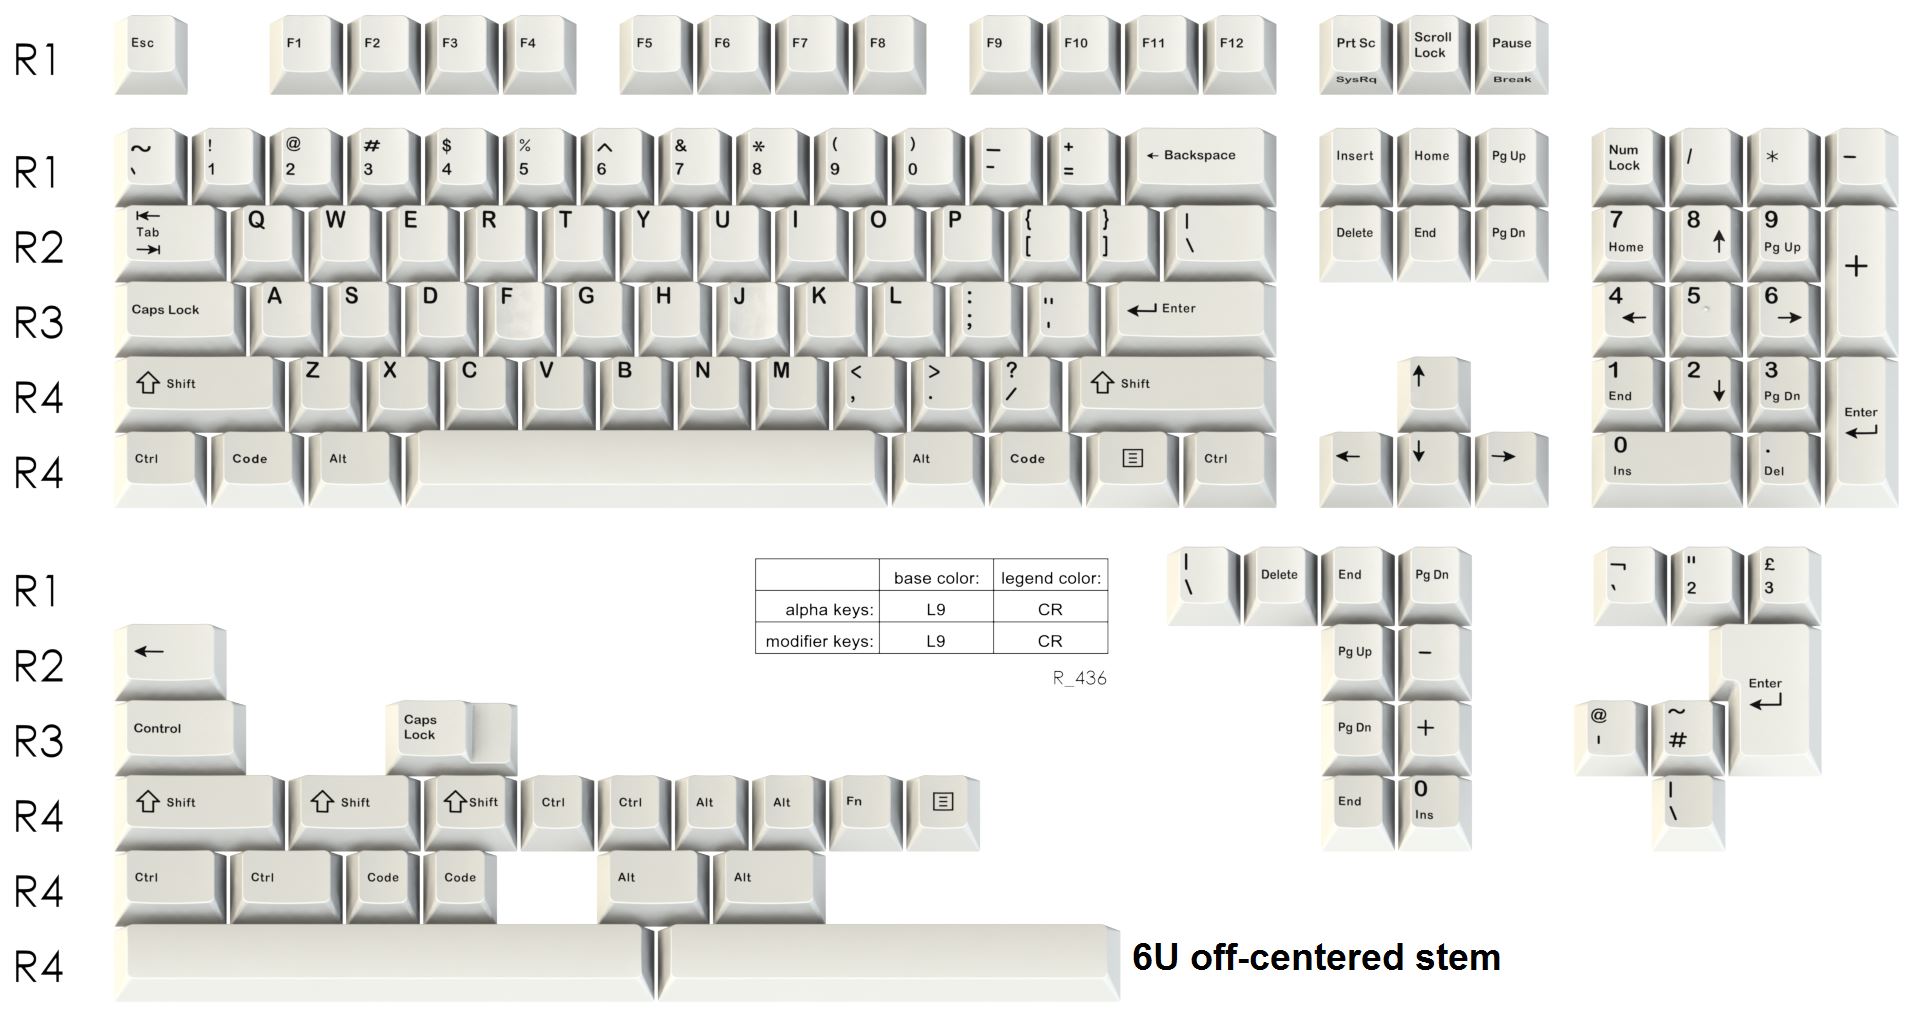 R1 Esc F1 F2 F3 F4 F5 F6 F7 F8 F9 F10 F11 F12 Prt Sc SysRq Scroll Lock Pause Break
R1 ~ ` ! 1 @ 2 # 3 $ 4 % 5 ^ 6 & 7 * 8 ( 9 ) 0 — - + = ← Backspace Insert Home Pg Up Num Lock / * −
R2 Tab Q W E R T Y U I O P { [ } ] | \ Delete End Pg Dn 7 Home 8 ↑ 9 Pg Up +
R3 Caps Lock A S D F G H J K L : ; " ' Enter 4 ← 5 6 →
R4 Shift Z X C V B N M < , > . ? / Shift ↑ 1 End 2 ↓ 3 Pg Dn Enter
R4 Ctrl Code Alt Alt Code Ctrl ← ↓ → 0 Ins . Del
base color: legend color:
alpha keys: L9 CR
modifier keys: L9 CR
R_436
R1 | \ Delete End Pg Dn ¬ ` " 2 £ 3
R2 ← Pg Up − Enter
R3 Control Caps Lock Pg Dn + @ ' ~ #
R4 Shift Shift Shift Ctrl Ctrl Alt Alt Fn End 0 Ins | \
R4 Ctrl Ctrl Code Code Alt Alt
R4 6U off-centered stem